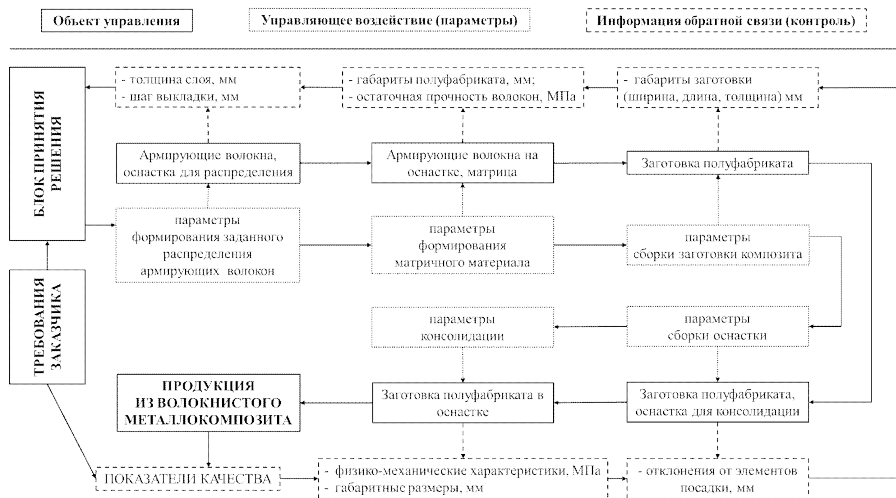 Объект управления
Управляющее воздействие (параметры)
Информация обратной связи (контроль)
БЛОК ПРИНЯТИЯ
РЕШЕНИЯ
- толщина слоя, мм
- шаг выкладки, мм
- габариты полуфабриката, мм;
- остаточная прочность волокон, МПа
- габариты заготовки
(ширина, длина, толщина) мм
Армирующие волокна,
оснастка для распределения
Армирующие волокна на
оснастке, матрица
Заготовка полуфабриката
параметры
формирования заданного
распределения
армирующих волокон
параметры
формирования
матричного материала
параметры
сборки заготовки композита
ТРЕБОВАНИЯ
ЗАКАЗЧИКА
параметры
консолидации
параметры
сборки оснастки
ПРОДУКЦИЯ
ИЗ ВОЛОКНИСТОГО
МЕТАЛЛОКОМПОЗИТА
Заготовка полуфабриката в
оснастке
Заготовка полуфабриката,
оснастка для консолидации
ПОКАЗАТЕЛИ КАЧЕСТВА
- физико-механические характеристики, МПа
- габаритные размеры, мм
- отклонения от элементов
посадки, мм